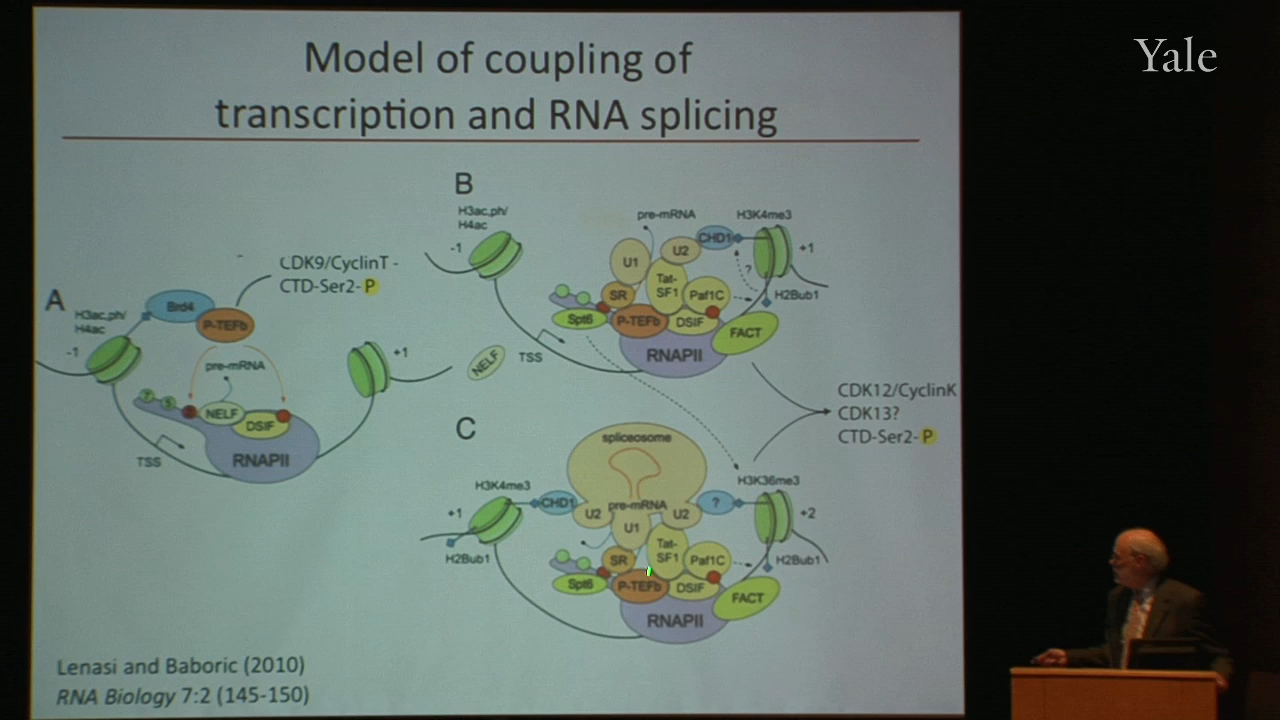 Yale
Model of coupling of
transcription and RNA splicing
A
H3ac,ph/
H4ac
-1
Brd4
P-TEFb
CDK9/CyclinT -
CTD-Ser2- P
pre-mRNA
NELF
DSIF
RNAPII
TSS
+1
B
H3ac,ph/
H4ac
-1
pre-mRNA
H3K4me3
U1
U2
CHD1
+1
Tat-
SF1
?
SR
Paf1C
H2Bub1
Spt6
P-TEFb
DSIF
FACT
RNAPII
NELF
TSS
CDK12/CyclinK
CDK13?
CTD-Ser2- P
C
spliceosome
H3K4me3
H3K36me3
+1
CHD1
U2
pre-mRNA
U2
?
+2
U1
Tat-
SF1
H2Bub1
SR
Paf1C
H2Bub1
Spt6
P-TEFb
DSIF
FACT
RNAPII
Lenasi and Baboric (2010)
RNA Biology 7:2 (145-150)